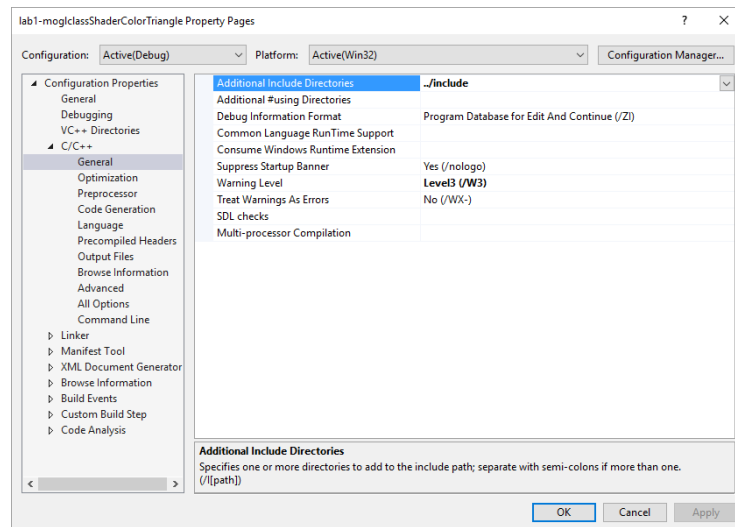 lab1-moglclassShaderColorTriangle Property Pages ? ×
Configuration: Active(Debug) Platform: Active(Win32) Configuration Manager...
Configuration Properties
General
Debugging
VC++ Directories
C/C++
General
Optimization
Preprocessor
Code Generation
Language
Precompiled Headers
Output Files
Browse Information
Advanced
All Options
Command Line
Linker
Manifest Tool
XML Document Generator
Browse Information
Build Events
Custom Build Step
Code Analysis
Additional Include Directories ../include
Additional #using Directories
Debug Information Format Program Database for Edit And Continue (/ZI)
Common Language RunTime Support
Consume Windows Runtime Extension
Suppress Startup Banner Yes (/nologo)
Warning Level Level3 (/W3)
Treat Warnings As Errors No (/WX-)
SDL checks
Multi-processor Compilation
Additional Include Directories
Specifies one or more directories to add to the include path; separate with semi-colons if more than one.
(/I[path])
OK Cancel Apply